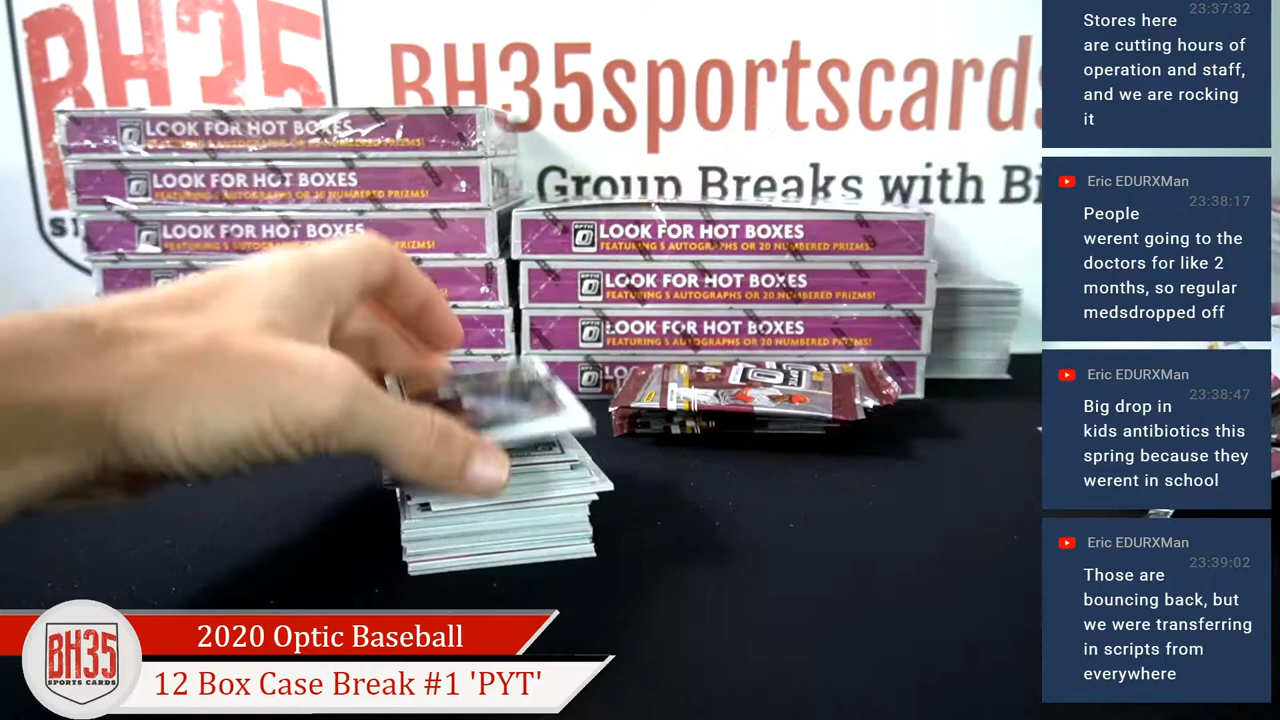 BH35
BH35sportscards
Group Breaks with
LOOK FOR HOT BOXES
LOOK FOR HOT BOXES
FEATURING 5 AUTOGRAPHS OR 20 NUMBERED PRIZMS!
LOOK FOR HOT BOXES
LOOK FOR HOT BOXES
FEATURING 5 AUTOGRAPHS OR 20 NUMBERED PRIZMS!
LOOK FOR HOT BOXES
FEATURING 5 AUTOGRAPHS OR 20 NUMBERED PRIZMS!
LOOK FOR HOT BOXES
FEATURING 5 AUTOGRAPHS OR 20 NUMBERED PRIZMS!
23:37:32
Stores here
are cutting hours of
operation and staff,
and we are rocking
it
Eric EDURXMan
23:38:17
People
werent going to the
doctors for like 2
months, so regular
medsdropped off
Eric EDURXMan
23:38:47
Big drop in
kids antibiotics this
spring because they
werent in school
Eric EDURXMan
23:39:02
Those are
bouncing back, but
we were transferring
in scripts from
everywhere
BH35
SPORTS CARDS
2020 Optic Baseball
12 Box Case Break #1 'PYT'